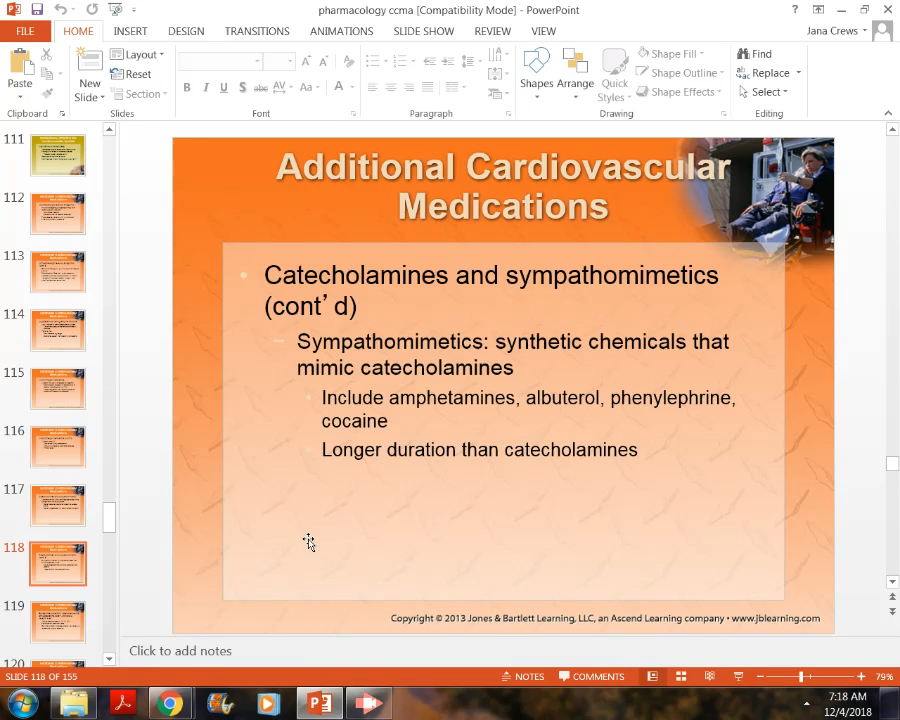 pharmacology ccma [Compatibility Mode] - PowerPoint
FILE HOME INSERT DESIGN TRANSITIONS ANIMATIONS SLIDE SHOW REVIEW VIEW Jana Crews
Paste
Clipboard
New
Slide
Layout
Reset
Section
Slides
B I U S abc AV Aa A
Font
Paragraph
Shapes
Arrange
Quick
Styles
Shape Fill
Shape Outline
Shape Effects
Drawing
Find
Replace
Select
Editing
111
112
113
114
115
116
117
118
119
120
Additional Cardiovascular
Medications
• Catecholamines and sympathomimetics
(cont’d)
– Sympathomimetics: synthetic chemicals that
mimic catecholamines
• Include amphetamines, albuterol, phenylephrine,
cocaine
• Longer duration than catecholamines
Copyright © 2013 Jones & Bartlett Learning, LLC, an Ascend Learning company • www.jblearning.com
Click to add notes
SLIDE 118 OF 155 NOTES COMMENTS 79%
7:18 AM
12/4/2018